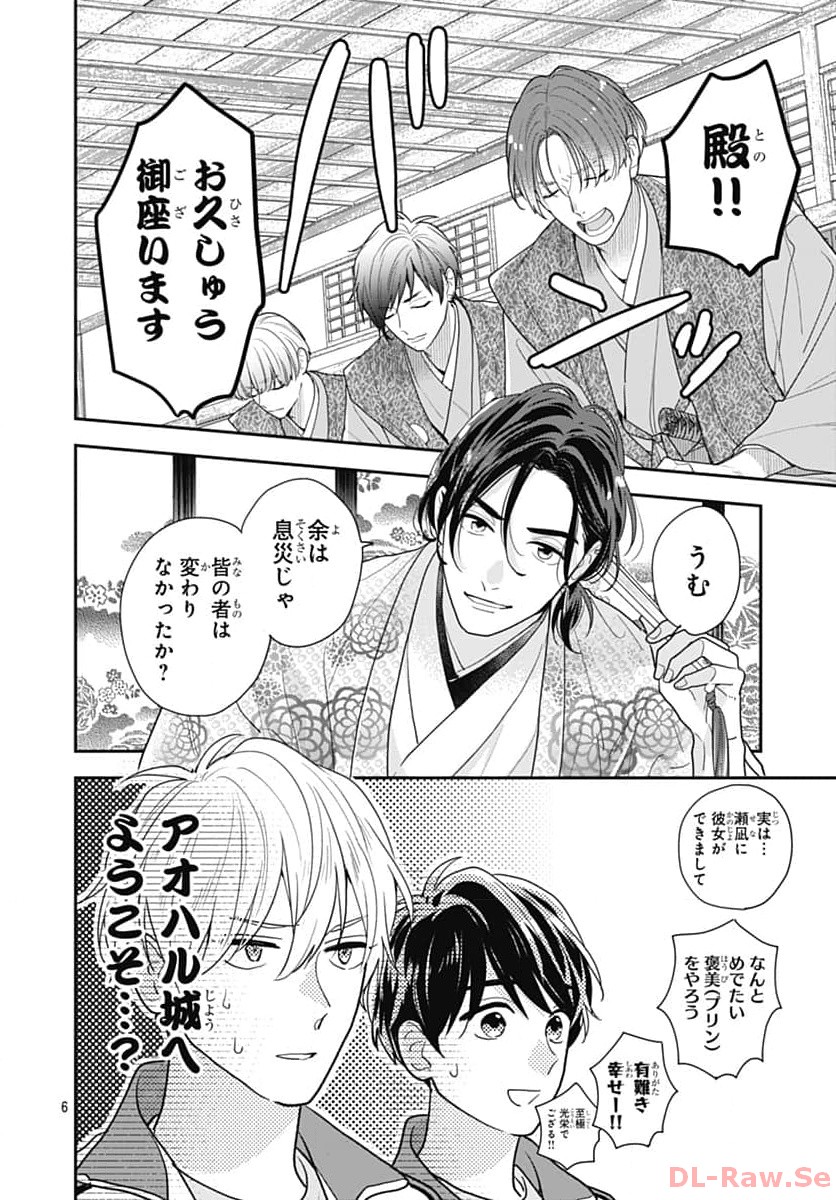 殿!!
お久しゅう
御座います
うむ
余は
息災じゃ
皆の者は
変わり
なかったか?
実は…
瀬凪に
彼女が
できまして
なんと
めでたい
褒美(プリン)
をやろう
有難き
幸せー!!
至極
光栄で
ござる!!
アオハル城へ
ようこそ…?
6
DL-Raw.Se